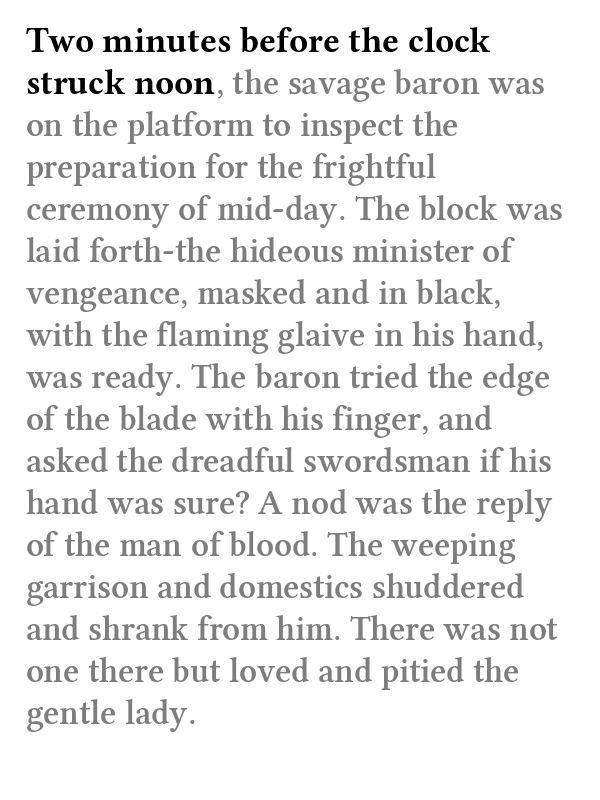 Two minutes before the clock
struck noon, the savage baron was
on the platform to inspect the
preparation for the frightful
ceremony of mid-day. The block was
laid forth-the hideous minister of
vengeance, masked and in black,
with the flaming glaive in his hand,
was ready. The baron tried the edge
of the blade with his finger, and
asked the dreadful swordsman if his
hand was sure? A nod was the reply
of the man of blood. The weeping
garrison and domestics shuddered
and shrank from him. There was not
one there but loved and pitied the
gentle lady.